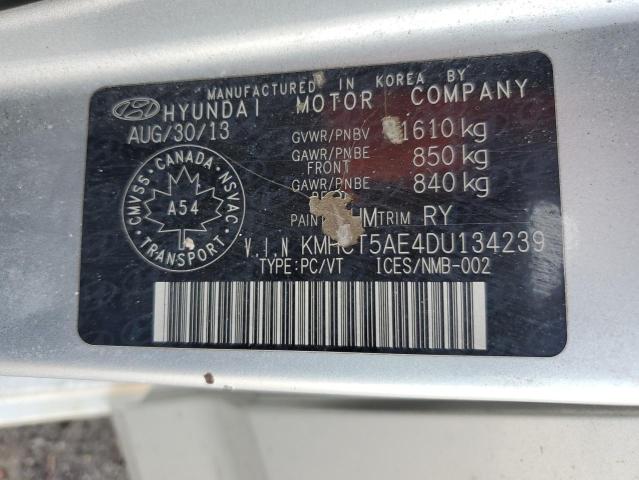 MANUFACTURED IN KOREA BY
HYUNDAI MOTOR COMPANY
AUG/30/13
GVWR/PNBV 1610 kg
GAWR/PNBE FRONT 850 kg
GAWR/PNBE 840 kg
TRIM RY
CANADA
CMVSS NSVAC
A54
TRANSPORT
V.I.N
TYPE:PC/VT ICES/NMB-002